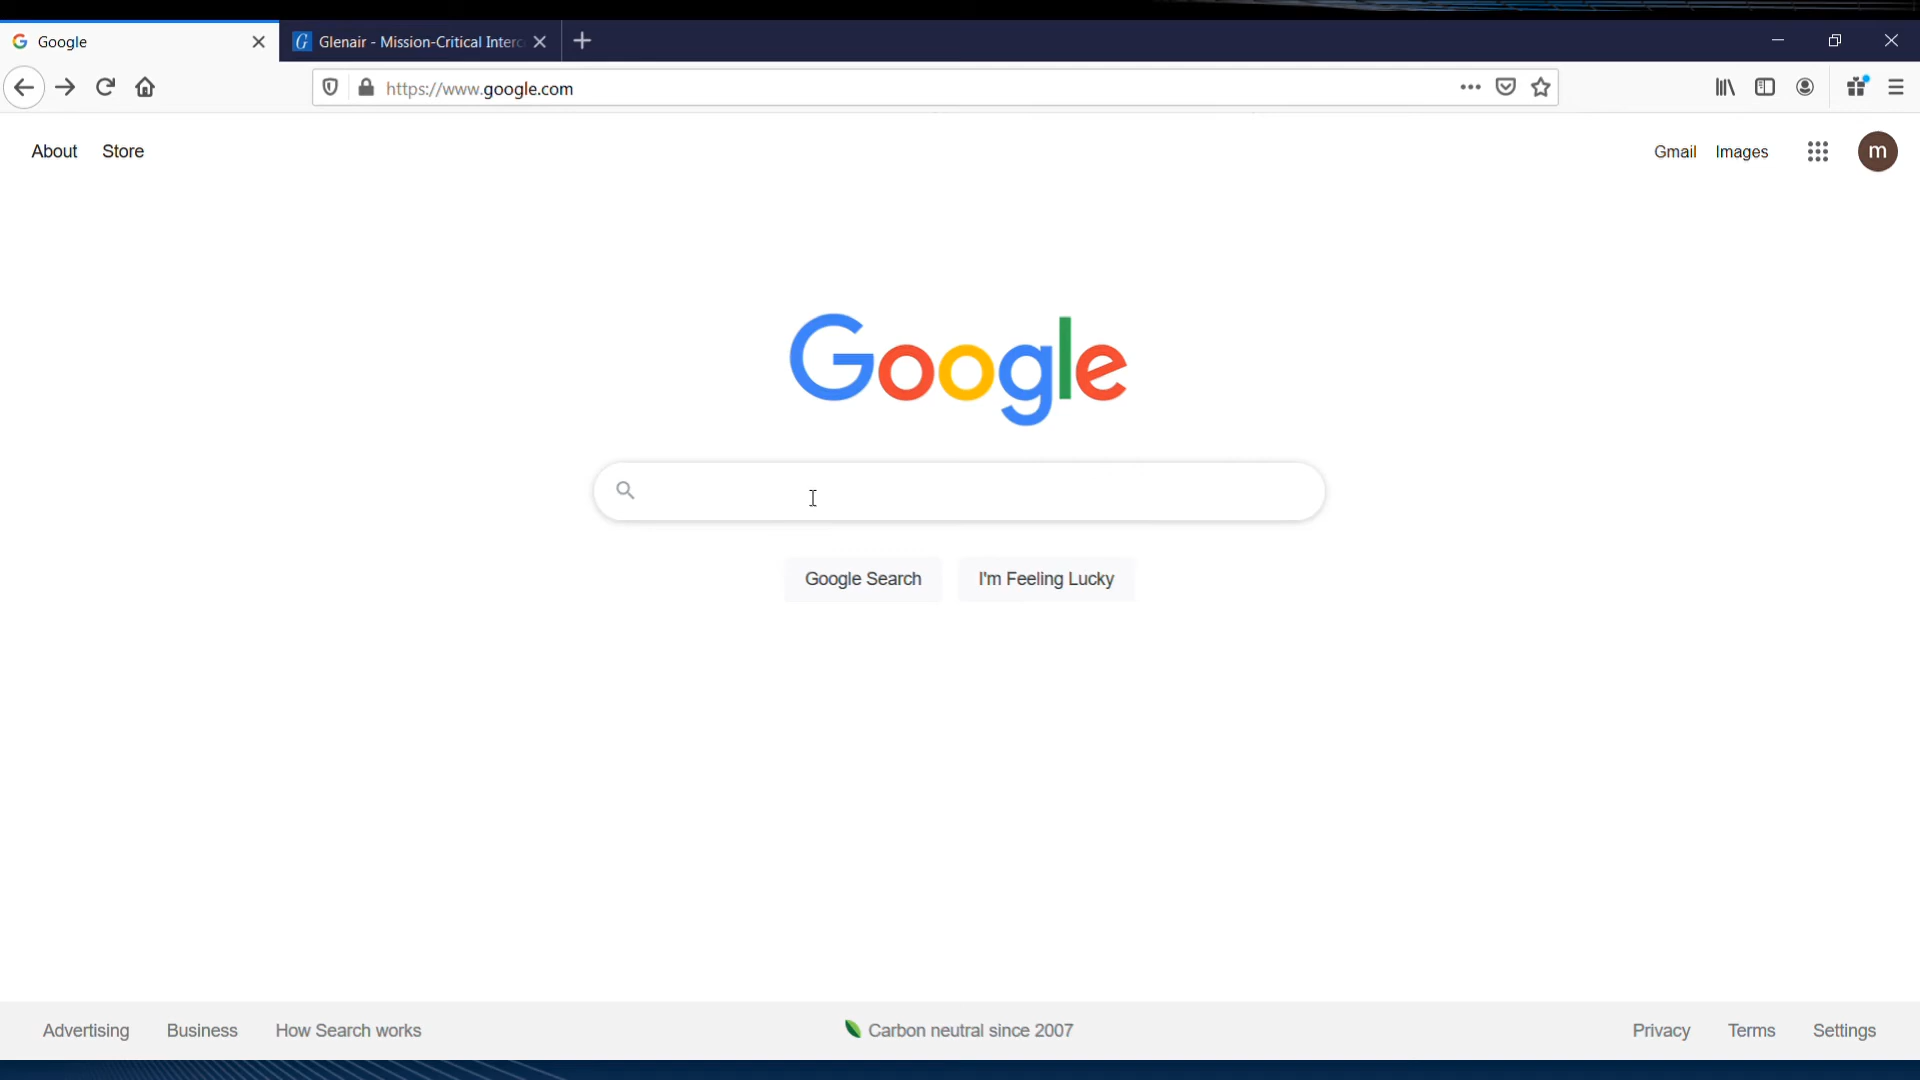 Google
Glenair - Mission-Critical Interc
https://www.google.com
About Store
Gmail Images
m
Google
Google Search I'm Feeling Lucky
Advertising Business How Search works
Carbon neutral since 2007
Privacy Terms Settings